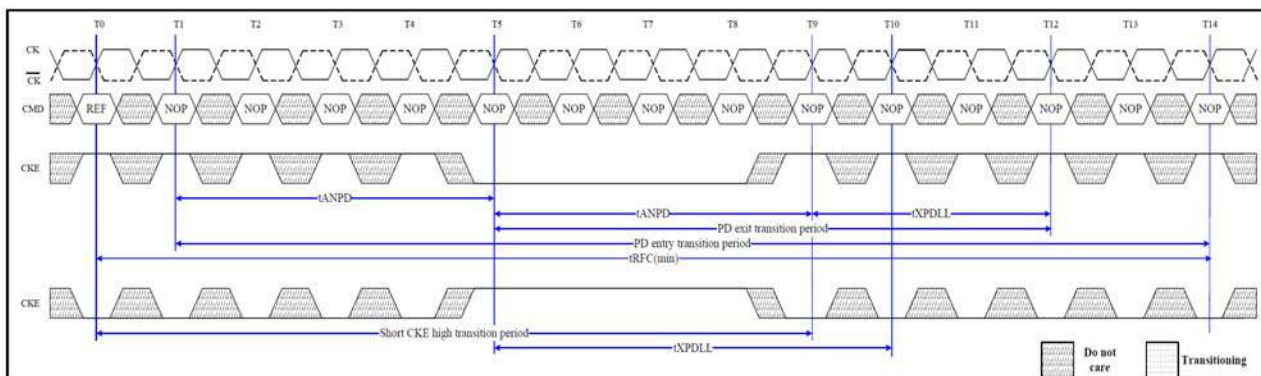 T0 T1 T2 T3 T4 T5 T6 T7 T8 T9 T10 T11 T12 T13 T14
CK
CK
CMD REF NOP NOP NOP NOP NOP NOP NOP NOP NOP NOP NOP NOP NOP NOP
CKE
tANPD
tANPD tXPDLL
PD exit transition period
PD entry transition period
tRFC(min)
CKE
Short CKE high transition period
tXPDLL
Do not care
Transitioning